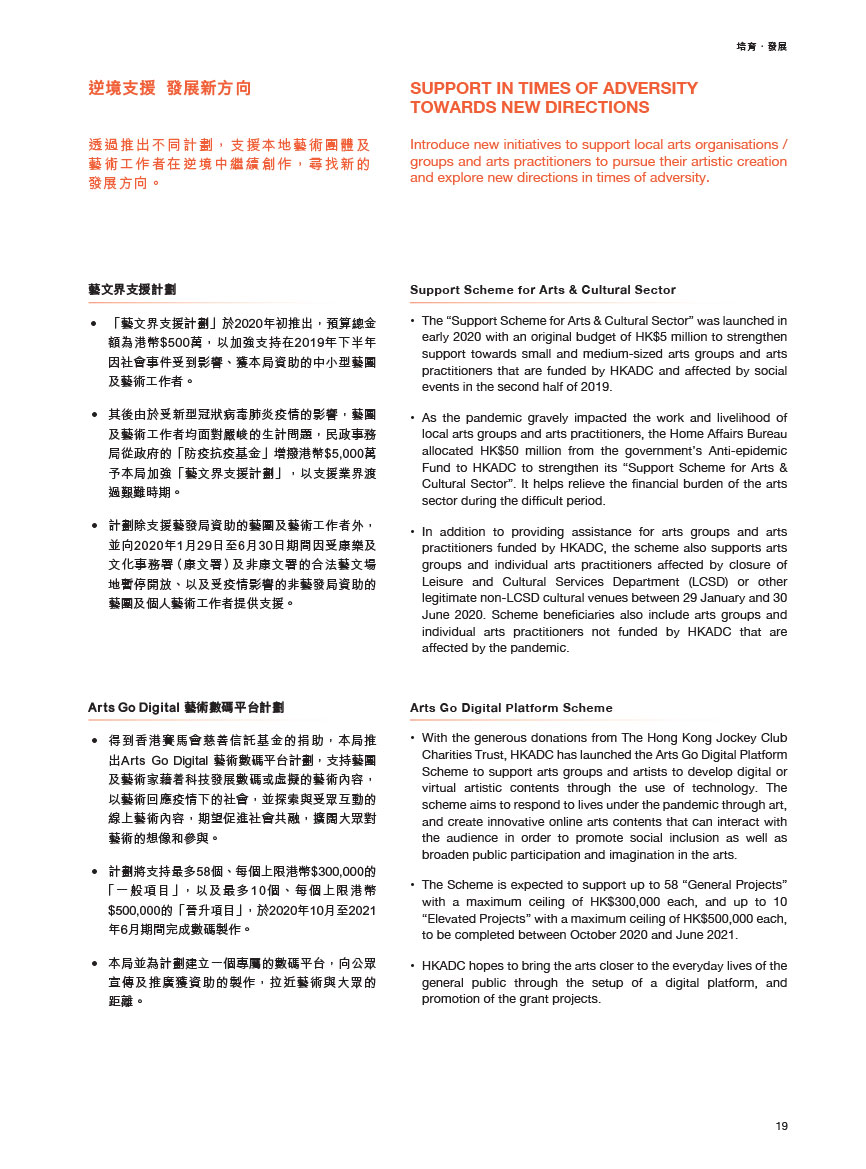 培育·發展
逆境支援 發展新方向
透過推出不同計劃，支援本地藝術團體及
藝術工作者在逆境中繼續創作，尋找新的
發展方向。
SUPPORT IN TIMES OF ADVERSITY
TOWARDS NEW DIRECTIONS
Introduce new initiatives to support local arts organisations /
groups and arts practitioners to pursue their artistic creation
and explore new directions in times of adversity.
藝文界支援計劃
• 「藝文界支援計劃」於2020年初推出，預算總金
額為港幣$500萬，以加強支持在2019年下半年
因社會事件受到影響、獲本局資助的中小型藝團
及藝術工作者。
• 其後由於受新型冠狀病毒肺炎疫情的影響，藝團
及藝術工作者均面對嚴峻的生計問題，民政事務
局從政府的「防疫抗疫基金」增撥港幣$5,000萬
予本局加強「藝文界支援計劃」，以支援業界渡
過艱難時期。
• 計劃除支援藝發局資助的藝團及藝術工作者外，
並向2020年1月29日至6月30日期間因受康樂及
文化事務署（康文署）及非康文署的合法藝文場
地暫停開放、以及受疫情影響的非藝發局資助的
藝團及個人藝術工作者提供支援。
Support Scheme for Arts & Cultural Sector
• The “Support Scheme for Arts & Cultural Sector” was launched in
early 2020 with an original budget of HK$5 million to strengthen
support towards small and medium-sized arts groups and arts
practitioners that are funded by HKADC and affected by social
events in the second half of 2019.
• As the pandemic gravely impacted the work and livelihood of
local arts groups and arts practitioners, the Home Affairs Bureau
allocated HK$50 million from the government’s Anti-epidemic
Fund to HKADC to strengthen its “Support Scheme for Arts &
Cultural Sector”. It helps relieve the financial burden of the arts
sector during the difficult period.
• In addition to providing assistance for arts groups and arts
practitioners funded by HKADC, the scheme also supports arts
groups and individual arts practitioners affected by closure of
Leisure and Cultural Services Department (LCSD) or other
legitimate non-LCSD cultural venues between 29 January and 30
June 2020. Scheme beneficiaries also include arts groups and
individual arts practitioners not funded by HKADC that are
affected by the pandemic.
Arts Go Digital 藝術數碼平台計劃
• 得到香港賽馬會慈善信託基金的捐助，本局推
出Arts Go Digital 藝術數碼平台計劃，支持藝團
及藝術家藉着科技發展數碼或虛擬的藝術內容，
以藝術回應疫情下的社會，並探索與受眾互動的
線上藝術內容，期望促進社會共融，擴闊大眾對
藝術的想像和參與。
• 計劃將支持最多58個、每個上限港幣$300,000的
「一般項目」，以及最多10個、每個上限港幣
$500,000的「晉升項目」，於2020年10月至2021
年6月期間完成數碼製作。
• 本局並為計劃建立一個專屬的數碼平台，向公眾
宣傳及推廣獲資助的製作，拉近藝術與大眾的
距離。
Arts Go Digital Platform Scheme
• With the generous donations from The Hong Kong Jockey Club
Charities Trust, HKADC has launched the Arts Go Digital Platform
Scheme to support arts groups and artists to develop digital or
virtual artistic contents through the use of technology. The
scheme aims to respond to lives under the pandemic through art,
and create innovative online arts contents that can interact with
the audience in order to promote social inclusion as well as
broaden public participation and imagination in the arts.
• The Scheme is expected to support up to 58 “General Projects”
with a maximum ceiling of HK$300,000 each, and up to 10
“Elevated Projects” with a maximum ceiling of HK$500,000 each,
to be completed between October 2020 and June 2021.
• HKADC hopes to bring the arts closer to the everyday lives of the
general public through the setup of a digital platform, and
promotion of the grant projects.
19